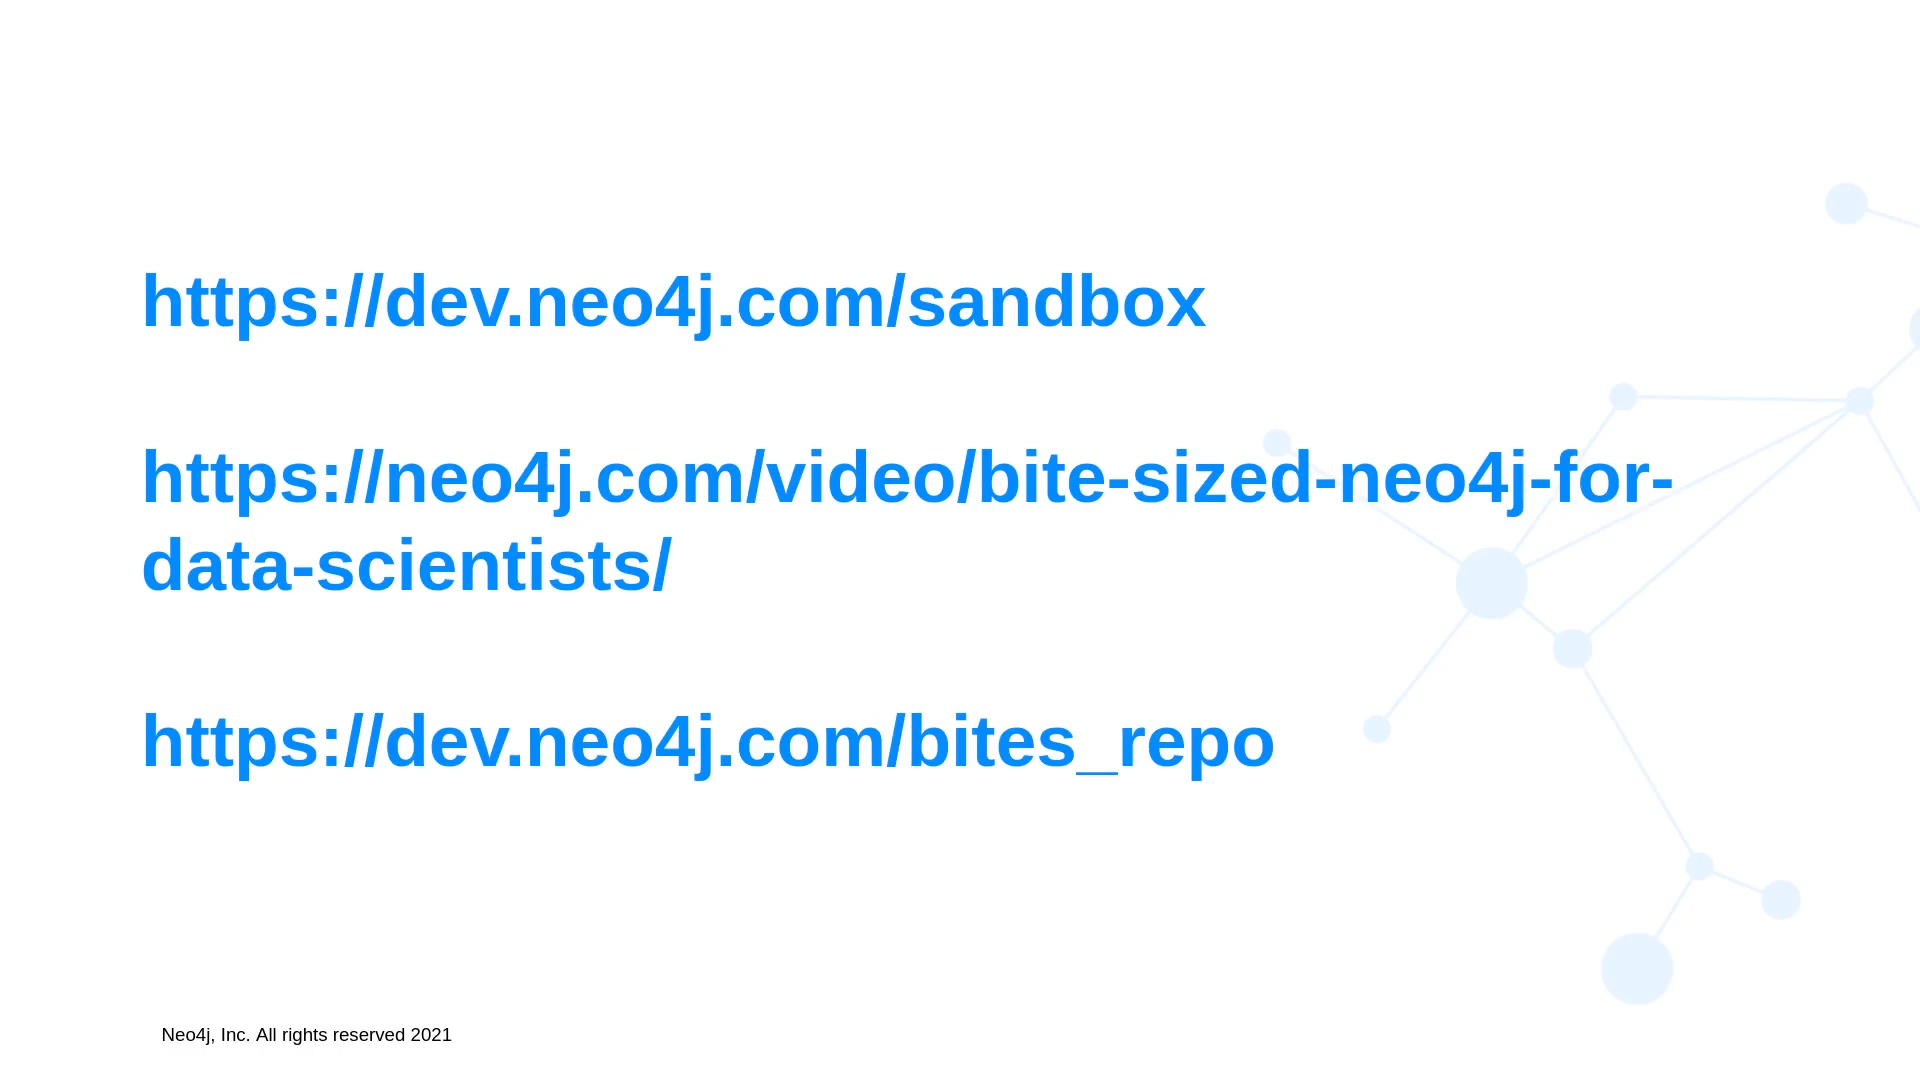 https://dev.neo4j.com/sandbox
https://neo4j.com/video/bite-sized-neo4j-for-
data-scientists/
https://dev.neo4j.com/bites_repo
Neo4j, Inc. All rights reserved 2021